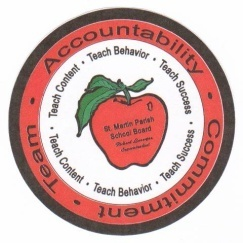 • Accountability •
Commitment
• Team
• Teach Behavior •
Teach Success
• Teach Success •
Teach Behavior
• Teach Content •
Teach Content
St. Martin Parish
School Board
Superintendent